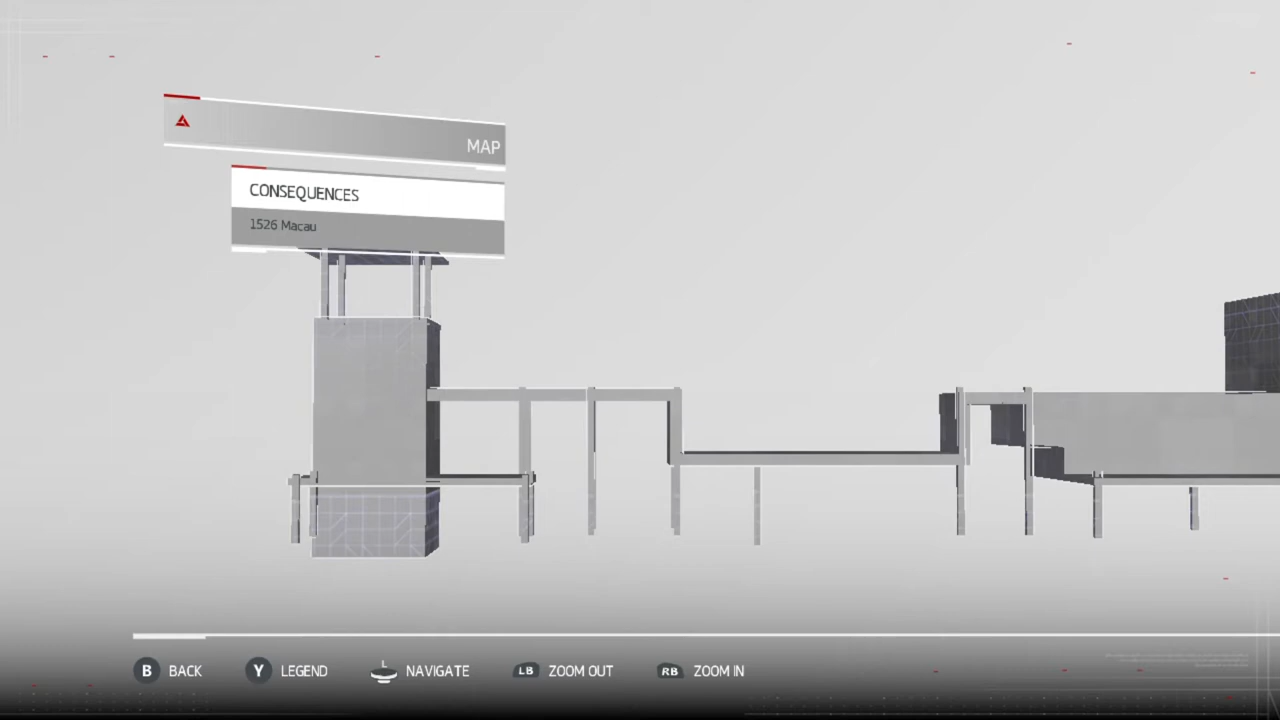 MAP
CONSEQUENCES
1526 Macau
B BACK Y LEGEND L NAVIGATE LB ZOOM OUT RB ZOOM IN